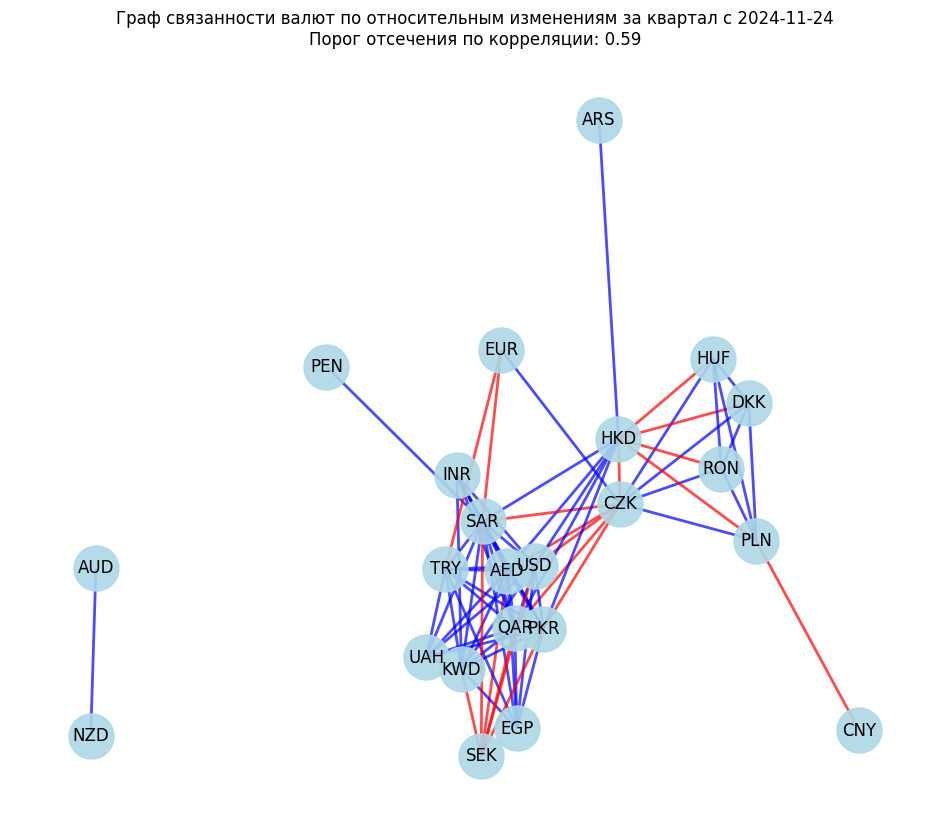 Граф связанности валют по относительным изменениям за квартал с 2024-11-24
Порог отсечения по корреляции: 0.59
ARS
EUR
HUF
PEN
DKK
HKD
RON
INR
CZK
SAR
PLN
AUD
TRY
AED
USD
QAR
PKR
UAH
KWD
EGP
NZD
CNY
SEK